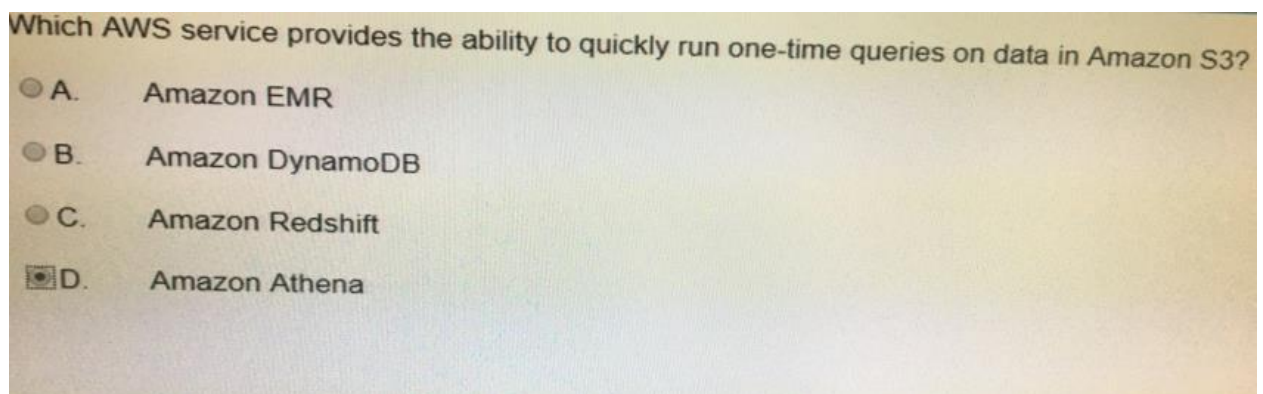 Which AWS service provides the ability to quickly run one-time queries on data in Amazon S3?
A. Amazon EMR
B. Amazon DynamoDB
C. Amazon Redshift
D. Amazon Athena